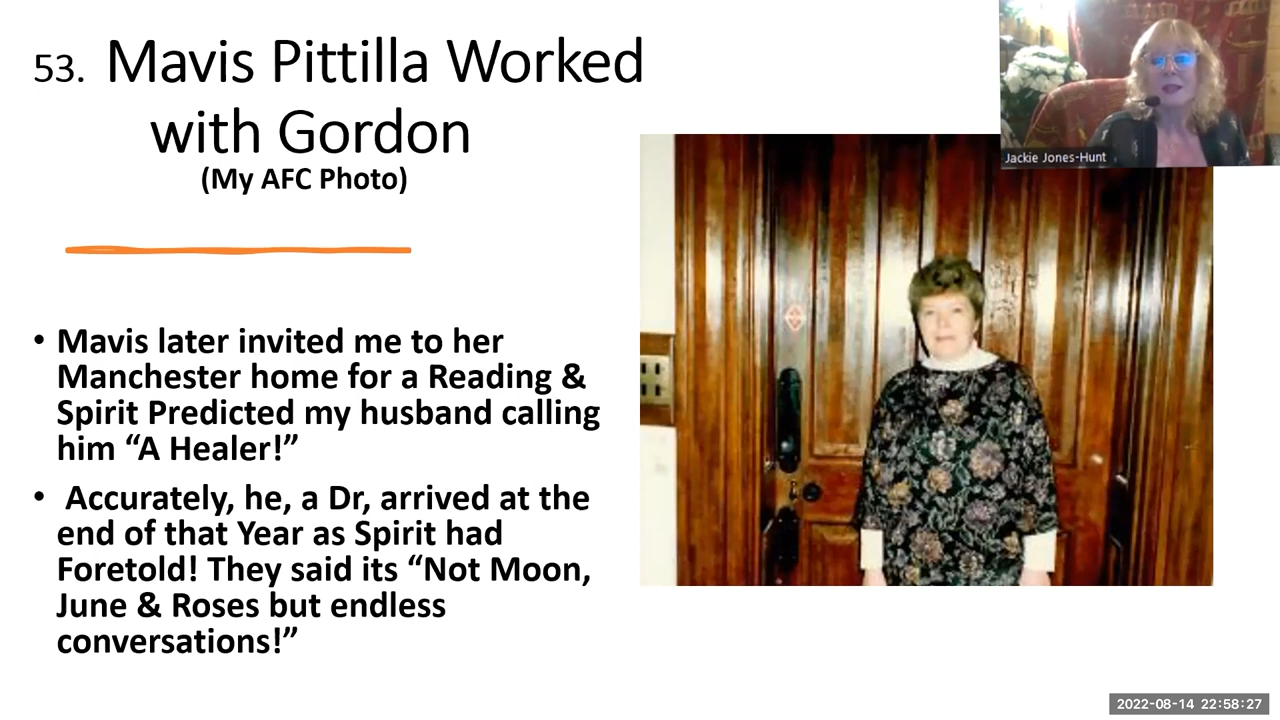 53. Mavis Pittilla Worked
with Gordon
(My AFC Photo)
Jackie Jones-Hunt
• Mavis later invited me to her
Manchester home for a Reading &
Spirit Predicted my husband calling
him “A Healer!”
• Accurately, he, a Dr, arrived at the
end of that Year as Spirit had
Foretold! They said its “Not Moon,
June & Roses but endless
conversations!”
2022-08-14 22:58:27